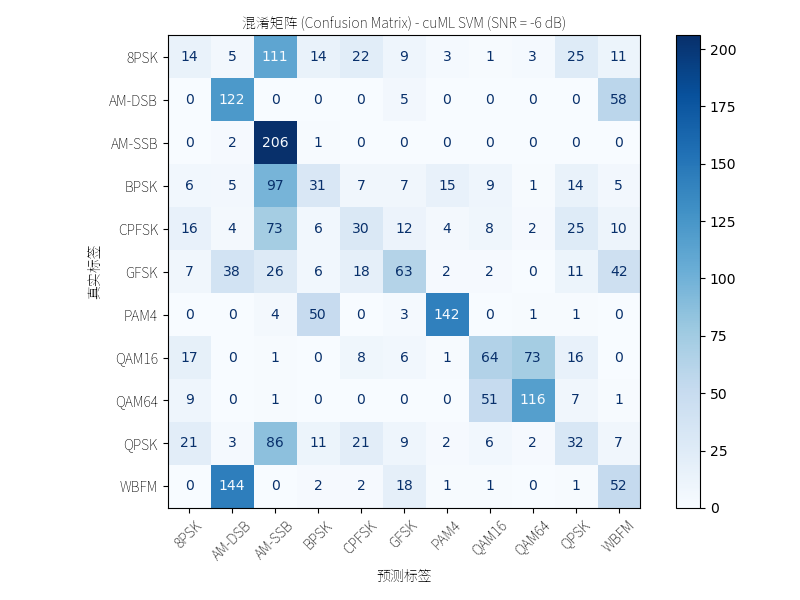 混淆矩阵 (Confusion Matrix) - cuML SVM (SNR = -6 dB)
真实标签
8PSK 14 5 111 14 22 9 3 1 3 25 11
AM-DSB 0 122 0 0 0 5 0 0 0 0 58
AM-SSB 0 2 206 1 0 0 0 0 0 0 0
BPSK 6 5 97 31 7 7 15 9 1 14 5
CPFSK 16 4 73 6 30 12 4 8 2 25 10
GFSK 7 38 26 6 18 63 2 2 0 11 42
PAM4 0 0 4 50 0 3 142 0 1 1 0
QAM16 17 0 1 0 8 6 1 64 73 16 0
QAM64 9 0 1 0 0 0 0 51 116 7 1
QPSK 21 3 86 11 21 9 2 6 2 32 7
WBFM 0 144 0 2 2 18 1 1 0 1 52
8PSK AM-DSB AM-SSB BPSK CPFSK GFSK PAM4 QAM16 QAM64 QPSK WBFM
预测标签
200
175
150
125
100
75
50
25
0